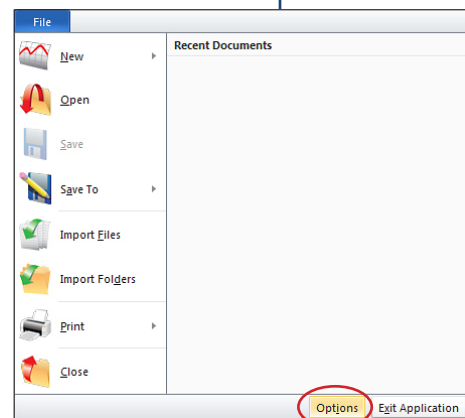 File
Recent Documents
New
Open
Save
Save To
Import Files
Import Folders
Print
Close
Options
Exit Application